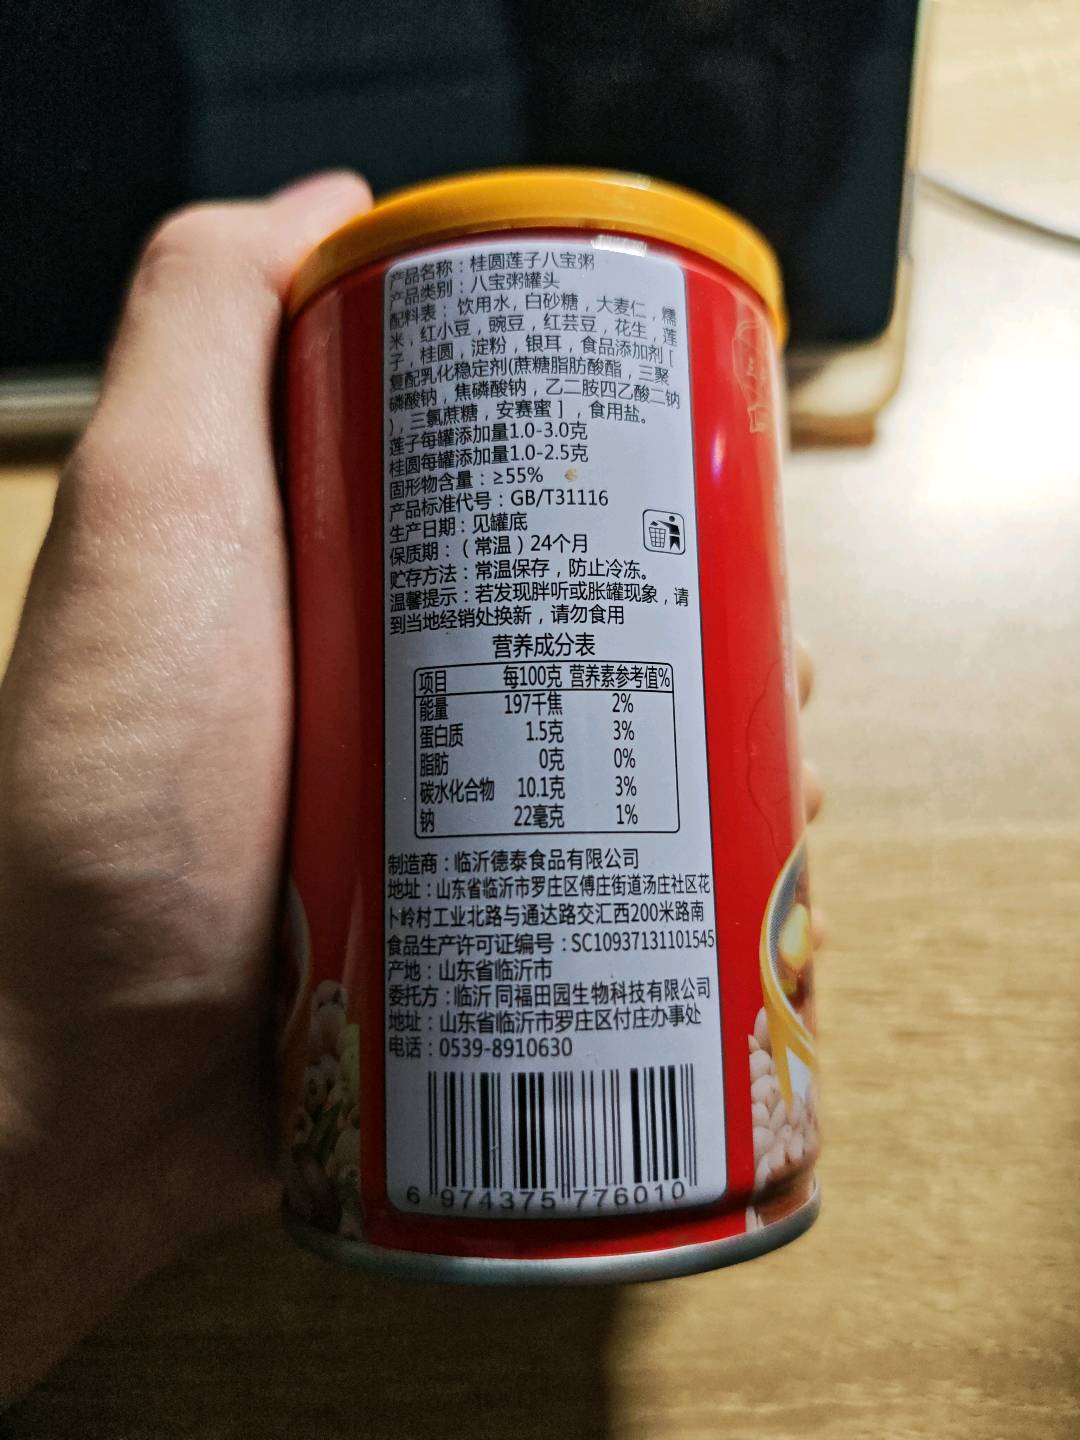 产品名称：桂圆莲子八宝粥
产品类别：八宝粥罐头
配料表：饮用水，白砂糖，大麦仁，糯
米，红小豆，豌豆，红芸豆，花生，莲
子，桂圆，淀粉，银耳，食品添加剂［
复配乳化稳定剂(蔗糖脂肪酸酯，三聚
磷酸钠，焦磷酸钠，乙二胺四乙酸二钠
)，三氯蔗糖，安赛蜜］，食用盐。
莲子每罐添加量1.0-3.0克
桂圆每罐添加量1.0-2.5克
固形物含量：≥55%
产品标准代号：GB/T31116
生产日期：见罐底
保质期：（常温）24个月
贮存方法：常温保存，防止冷冻。
温馨提示：若发现胖听或胀罐现象，请
到当地经销处换新，请勿食用
营养成分表
项目 每100克 营养素参考值%
能量 197千焦 2%
蛋白质 1.5克 3%
脂肪 0克 0%
碳水化合物 10.1克 3%
钠 22毫克 1%
制造商：临沂德泰食品有限公司
地址：山东省临沂市罗庄区傅庄街道汤庄社区花
卜岭村工业北路与通达路交汇西200米路南
食品生产许可证编号：SC10937131101545
产地：山东省临沂市
委托方：临沂同福田园生物科技有限公司
地址：山东省临沂市罗庄区付庄办事处
电话：0539-8910630
6 974375 776010